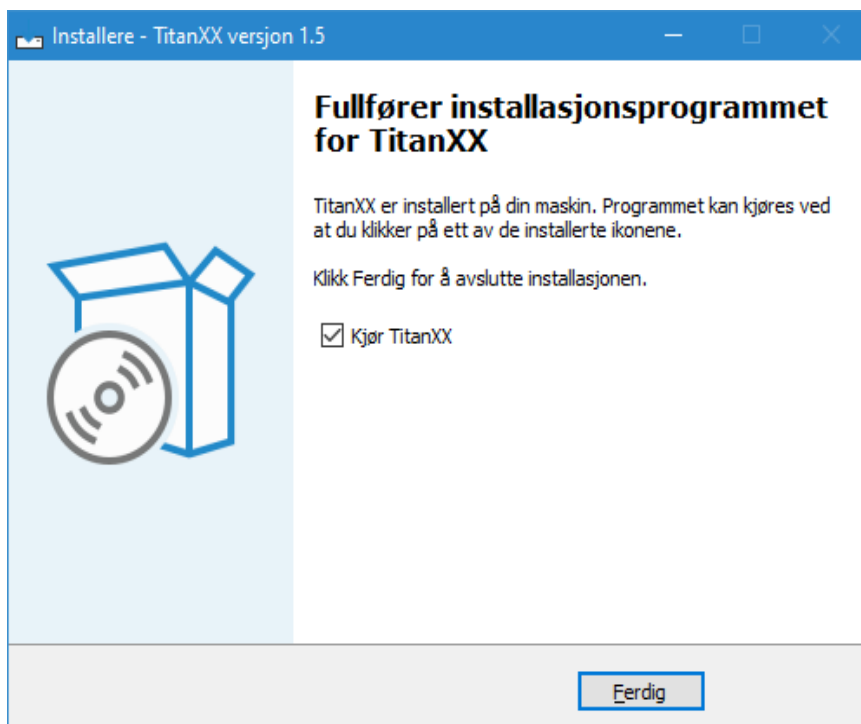 Installere - TitanXX versjon 1.5
Fullfører installasjonsprogrammet
for TitanXX
TitanXX er installert på din maskin. Programmet kan kjøres ved
at du klikker på ett av de installerte ikonene.
Klikk Ferdig for å avslutte installasjonen.
Kjør TitanXX
Ferdig